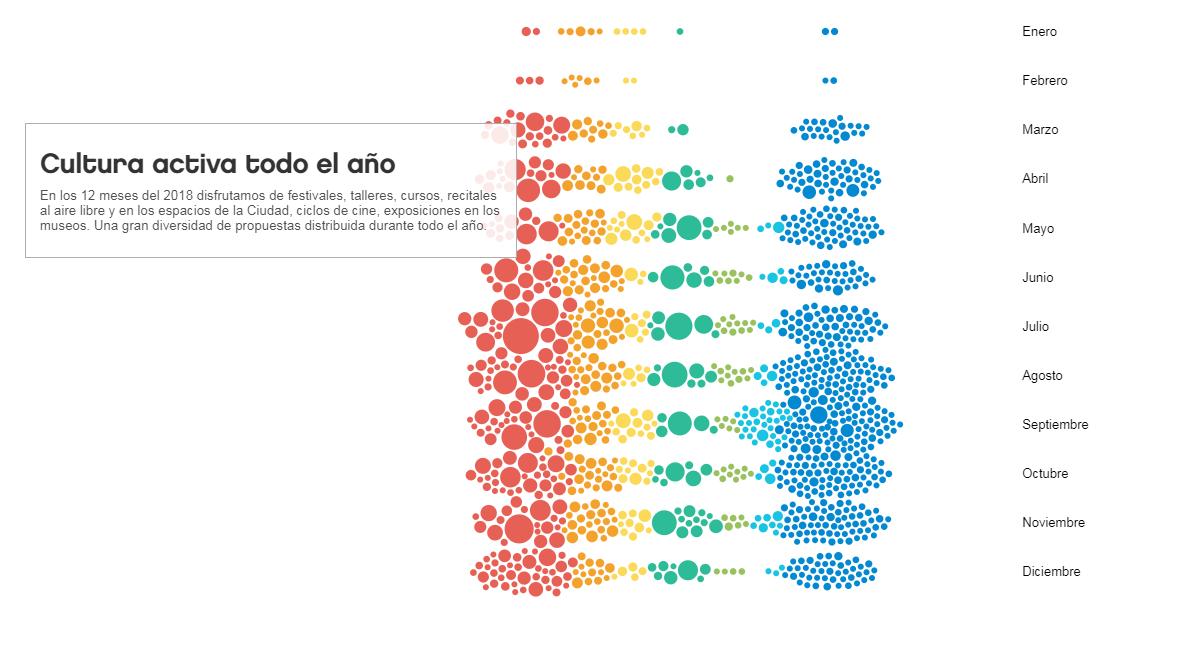 Enero
Febrero
Marzo
Cultura activa todo el año
En los 12 meses del 2018 disfrutamos de festivales, talleres, cursos, recitales
al aire libre y en los espacios de la Ciudad, ciclos de cine, exposiciones en los
museos. Una gran diversidad de propuestas distribuida durante todo el año.
Abril
Mayo
Junio
Julio
Agosto
Septiembre
Octubre
Noviembre
Diciembre